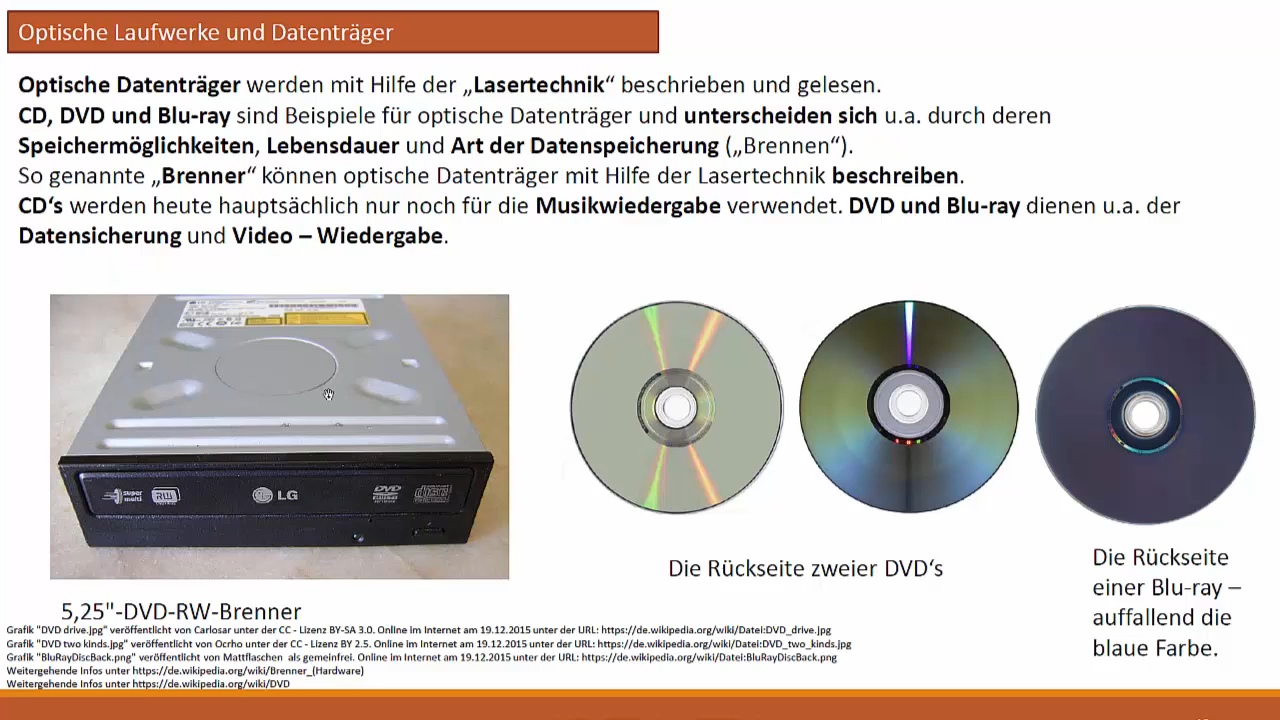 Optische Laufwerke und Datenträger
Optische Datenträger werden mit Hilfe der „Lasertechnik“ beschrieben und gelesen.
CD, DVD und Blu-ray sind Beispiele für optische Datenträger und unterscheiden sich u.a. durch deren
Speichermöglichkeiten, Lebensdauer und Art der Datenspeicherung („Brennen“).
So genannte „Brenner“ können optische Datenträger mit Hilfe der Lasertechnik beschreiben.
CD‘s werden heute hauptsächlich nur noch für die Musikwiedergabe verwendet. DVD und Blu-ray dienen u.a. der
Datensicherung und Video – Wiedergabe.
super
multi
RW
LG
DVD
Die Rückseite zweier DVD‘s
Die Rückseite
einer Blu-ray –
auffallend die
blaue Farbe.
5,25"-DVD-RW-Brenner
Grafik "DVD drive.jpg" veröffentlicht von Carlosar unter der CC - Lizenz BY-SA 3.0. Online im Internet am 19.12.2015 unter der URL: https://de.wikipedia.org/wiki/Datei:DVD_drive.jpg
Grafik "DVD two kinds.jpg" veröffentlicht von Ocrho unter der CC - Lizenz BY 2.5. Online im Internet am 19.12.2015 unter der URL: https://de.wikipedia.org/wiki/Datei:DVD_two_kinds.jpg
Grafik "BluRayDiscBack.png" veröffentlicht von Mattflaschen als gemeinfrei. Online im Internet am 19.12.2015 unter der URL: https://de.wikipedia.org/wiki/Datei:BluRayDiscBack.png
Weitergehende Infos unter https://de.wikipedia.org/wiki/Brenner_(Hardware)
Weitergehende Infos unter https://de.wikipedia.org/wiki/DVD